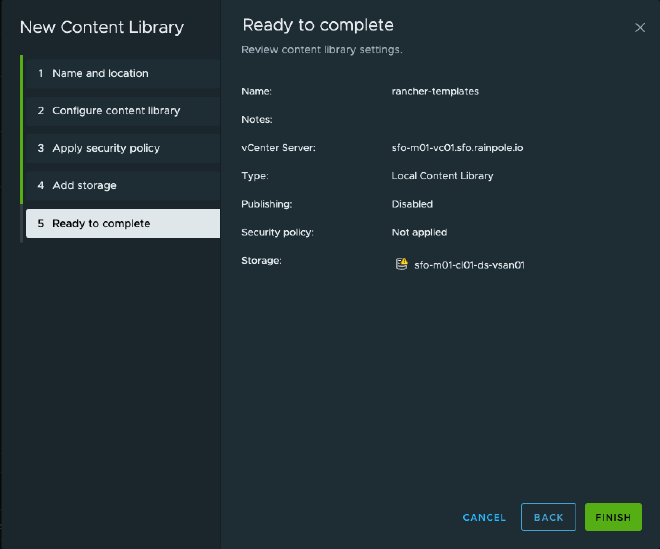 New Content Library
1 Name and location
2 Configure content library
3 Apply security policy
4 Add storage
5 Ready to complete
Ready to complete
Review content library settings.
Name: rancher-templates
Notes:
vCenter Server: sfo-m01-vc01.sfo.rainpole.io
Type: Local Content Library
Publishing: Disabled
Security policy: Not applied
Storage: sfo-m01-cl01-ds-vsan01
CANCEL BACK FINISH